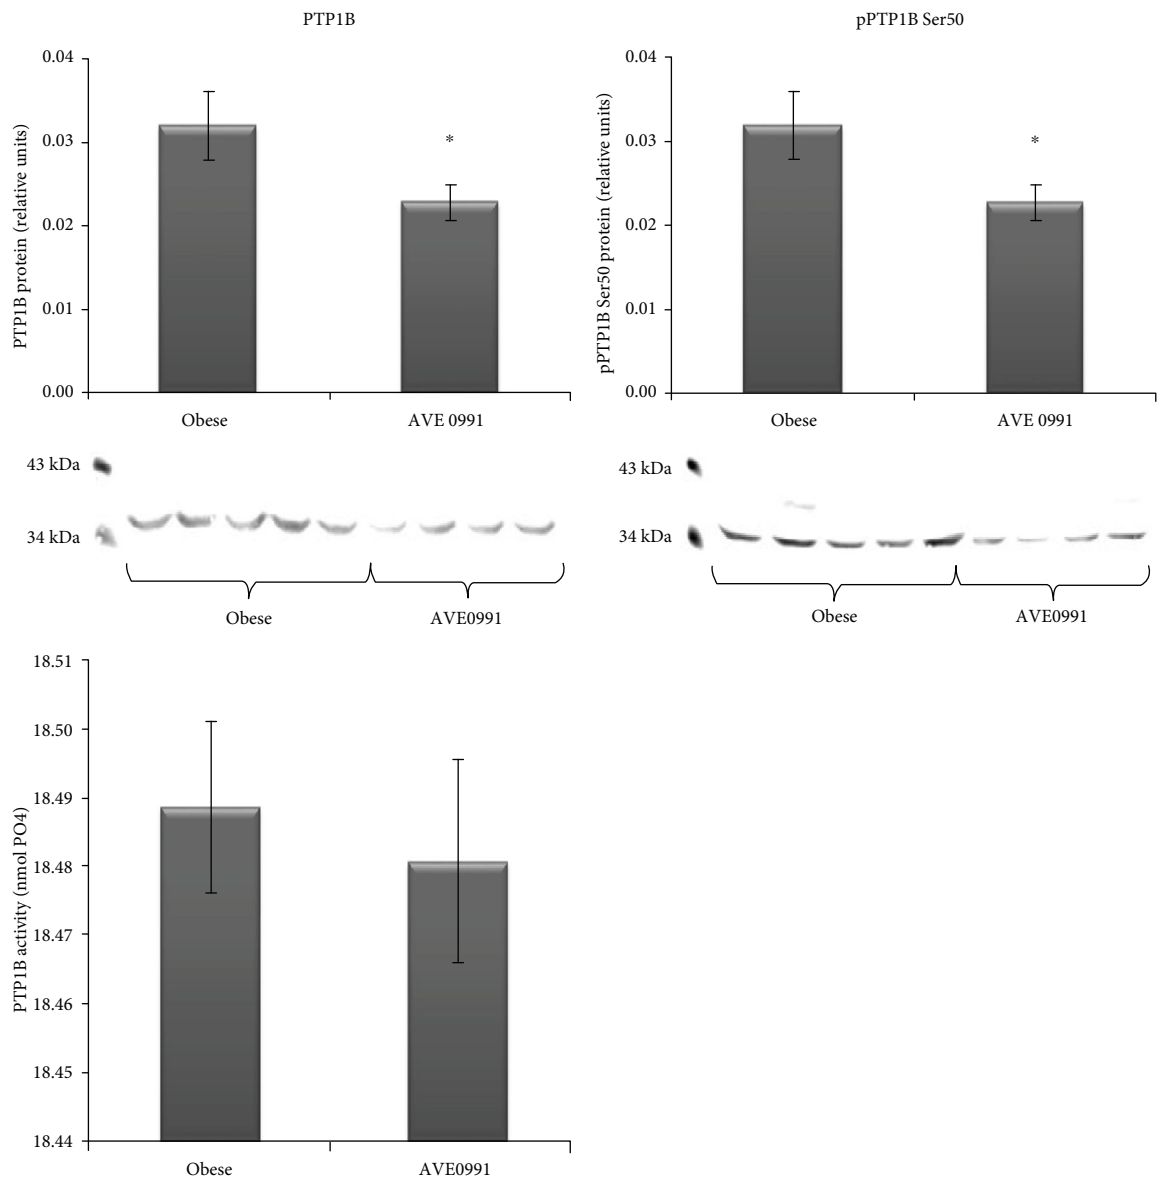 PTP1B
PTP1B protein (relative units)
0.04
0.03
0.02
0.01
0.00
*
Obese
AVE 0991
43 kDa
34 kDa
Obese
AVE0991
pPTP1B Ser50
pPTP1B Ser50 protein (relative units)
0.04
0.03
0.02
0.01
0.00
*
Obese
AVE 0991
43 kDa
34 kDa
Obese
AVE0991
PTP1B activity (nmol PO4)
18.51
18.50
18.49
18.48
18.47
18.46
18.45
18.44
Obese
AVE0991